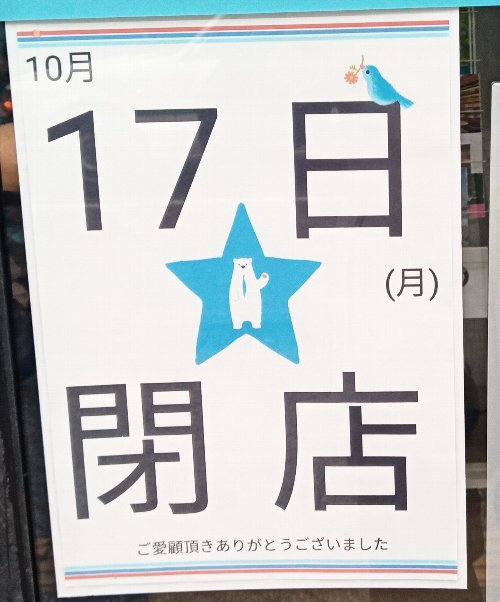 10月
17日
(月)
閉店
ご愛顧頂きありがとうございました